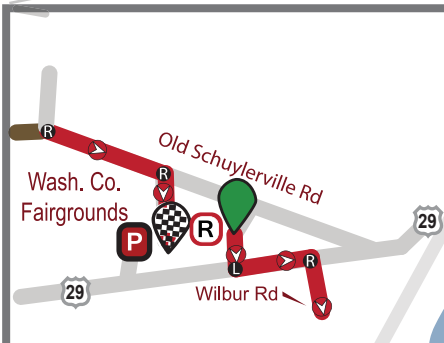 R
Old Schuylerville Rd
R
Wash. Co.
Fairgrounds
R
P
29
L
R
29
Wilbur Rd